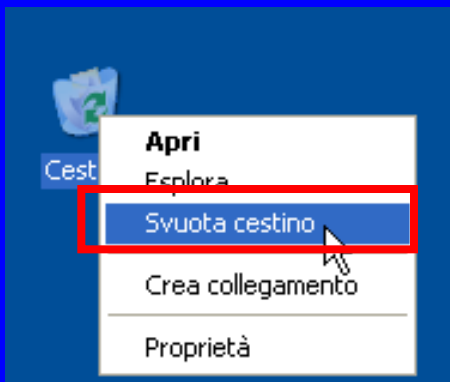 Cest
Apri
Esplora
Svuota cestino
Crea collegamento
Proprietà